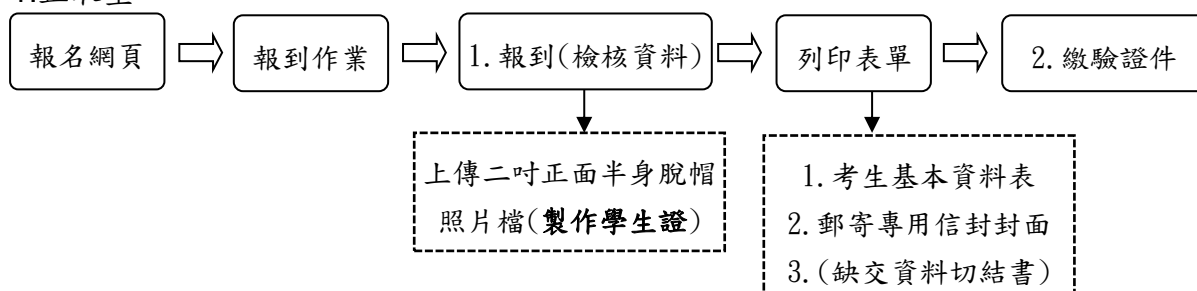 報名網頁
報到作業
1.報到(檢核資料)
列印表單
2.繳驗證件
上傳二吋正面半身脫帽
照片檔(製作學生證)
1.考生基本資料表
2.郵寄專用信封封面
3.(缺交資料切結書)